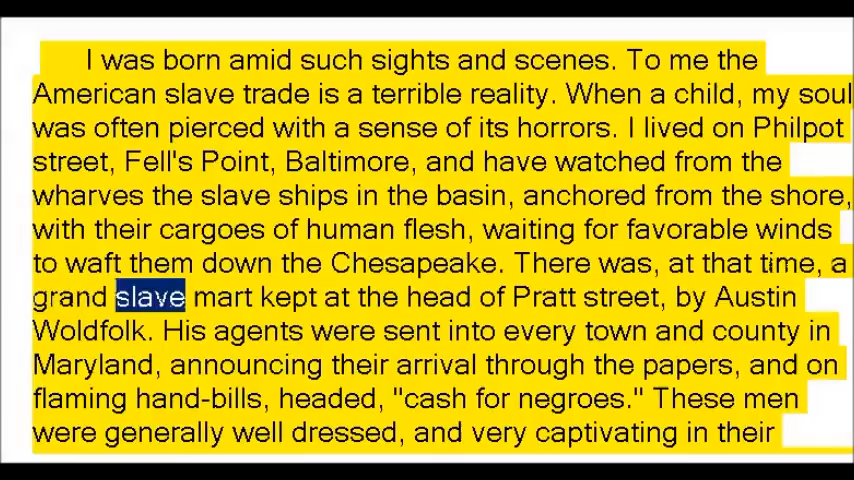 I was born amid such sights and scenes. To me the
American slave trade is a terrible reality. When a child, my soul
was often pierced with a sense of its horrors. I lived on Philpot
street, Fell's Point, Baltimore, and have watched from the
wharves the slave ships in the basin, anchored from the shore,
with their cargoes of human flesh, waiting for favorable winds
to waft them down the Chesapeake. There was, at that time, a
grand slave mart kept at the head of Pratt street, by Austin
Woldfolk. His agents were sent into every town and county in
Maryland, announcing their arrival through the papers, and on
flaming hand-bills, headed, "cash for negroes." These men
were generally well dressed, and very captivating in their